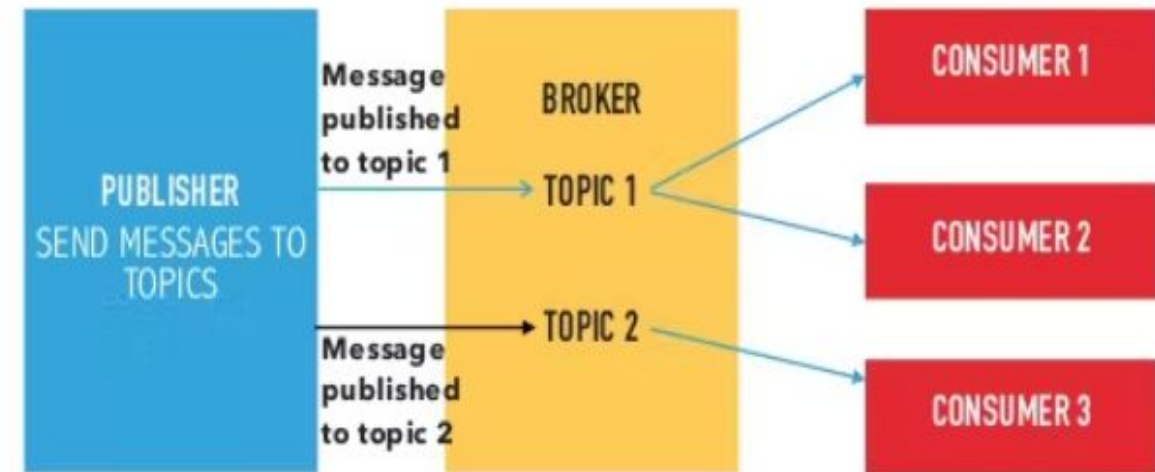 PUBLISHER
SEND MESSAGES TO
TOPICS
Message
published
to topic 1
Message
published
to topic 2
BROKER
TOPIC 1
TOPIC 2
CONSUMER 1
CONSUMER 2
CONSUMER 3